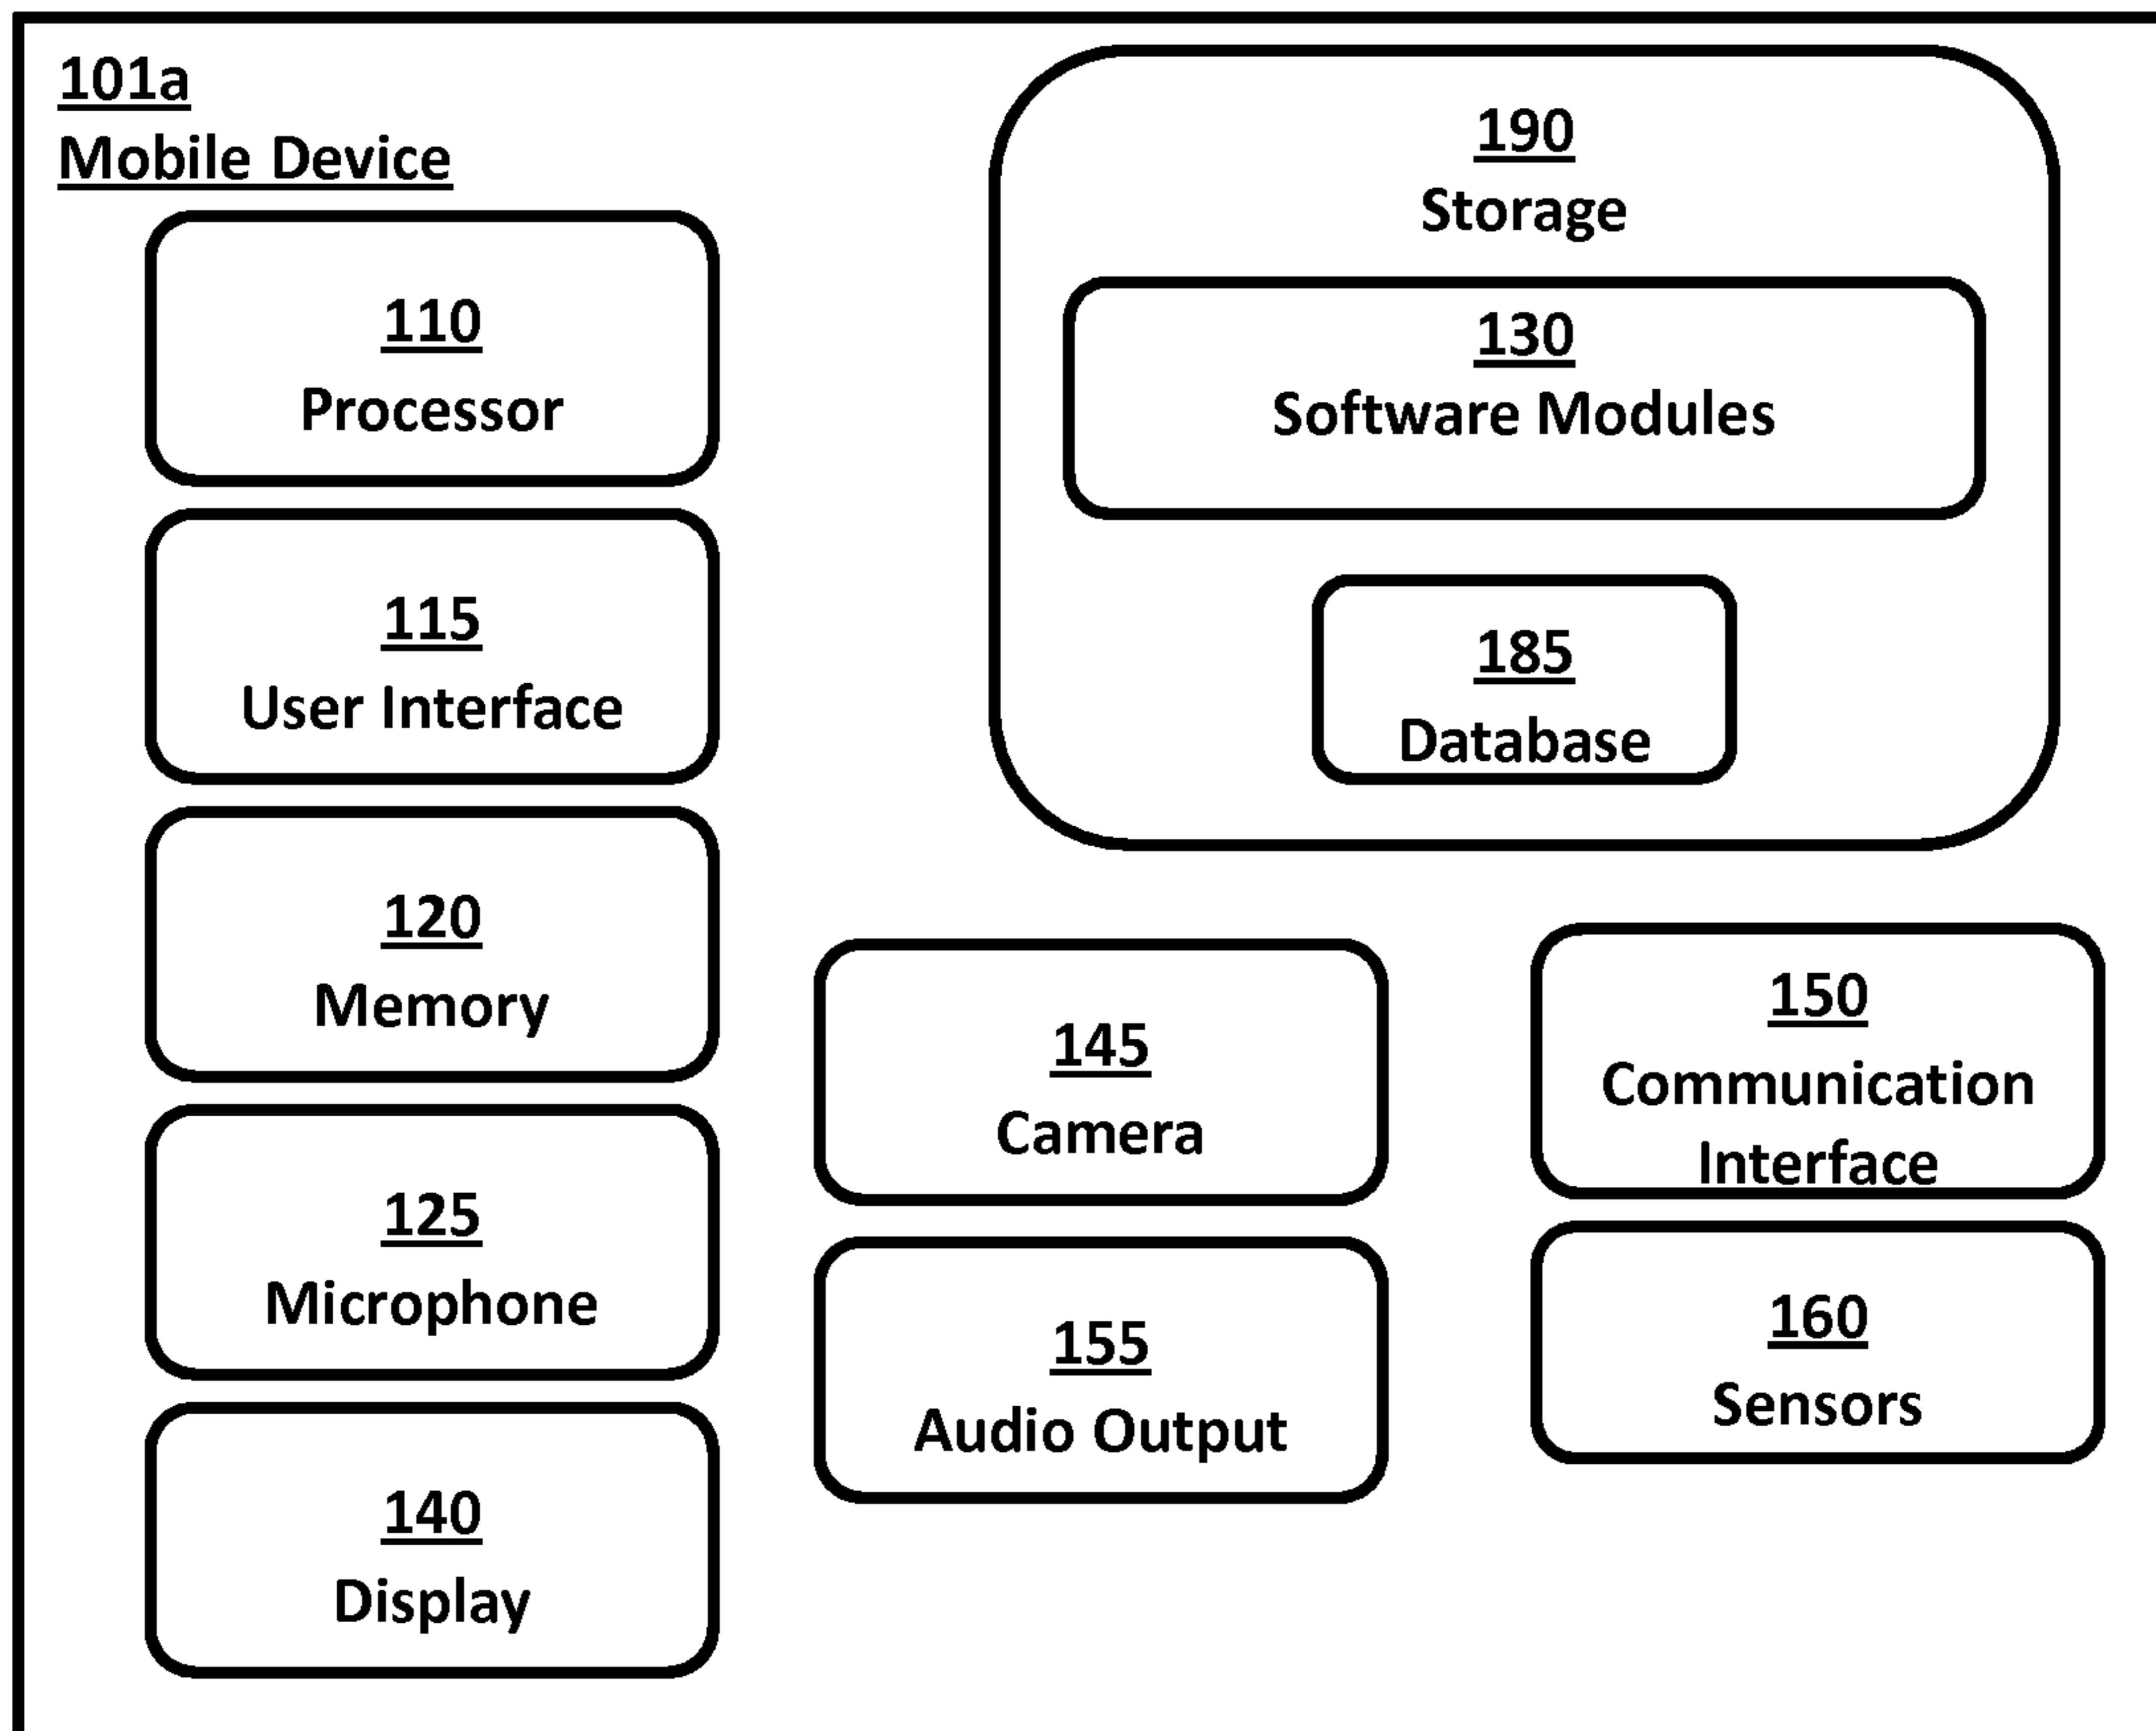 101a
Mobile Device
110
Processor
115
User Interface
120
Memory
125
Microphone
140
Display
190
Storage
130
Software Modules
185
Database
145
Camera
155
Audio Output
150
Communication
Interface
160
Sensors